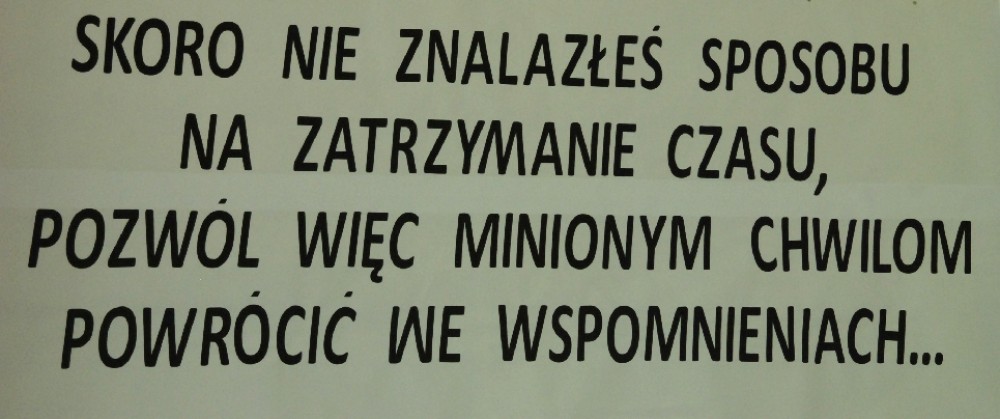 SKORO NIE ZNALAZŁEŚ SPOSOBU
NA ZATRZYMANIE CZASU,
POZWÓL WIĘC MINIONYM CHWILOM
POWRÓCIĆ WE WSPOMNIENIACH...